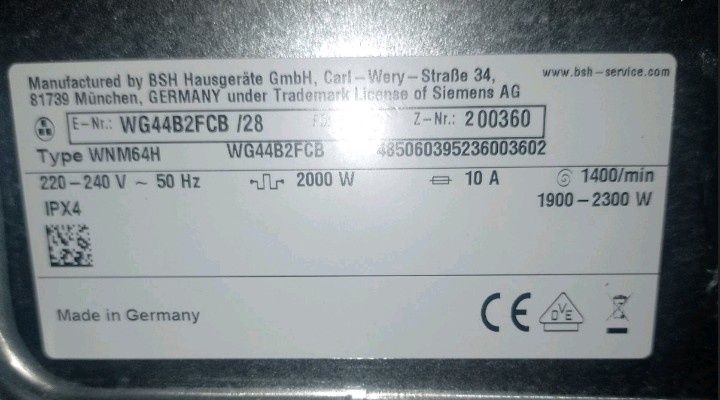 Manufactured by BSH Hausgeräte GmbH, Carl-Wery-Straße 34,
81739 München, GERMANY under Trademark License of Siemens AG
www.bsh-service.com
E-Nr.: WG44B2FCB /28 Z-Nr.: 200360
Type WNM64H WG44B2FCB 485060395236003602
220-240 V ~ 50 Hz 2000 W 10 A 1400/min
IPX4 1900-2300 W
Made in Germany CE DVE